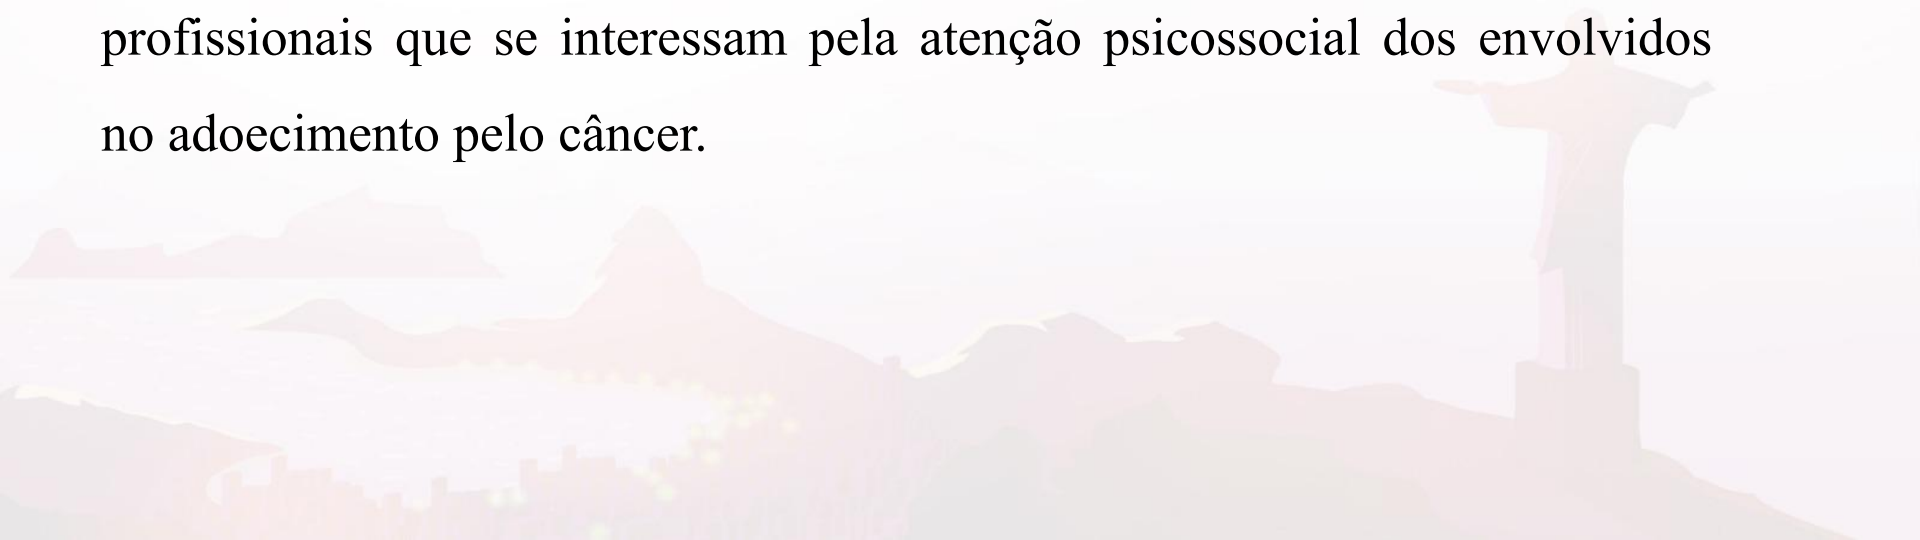 profissionais que se interessam pela atenção psicossocial dos envolvidos
no adoecimento pelo câncer.